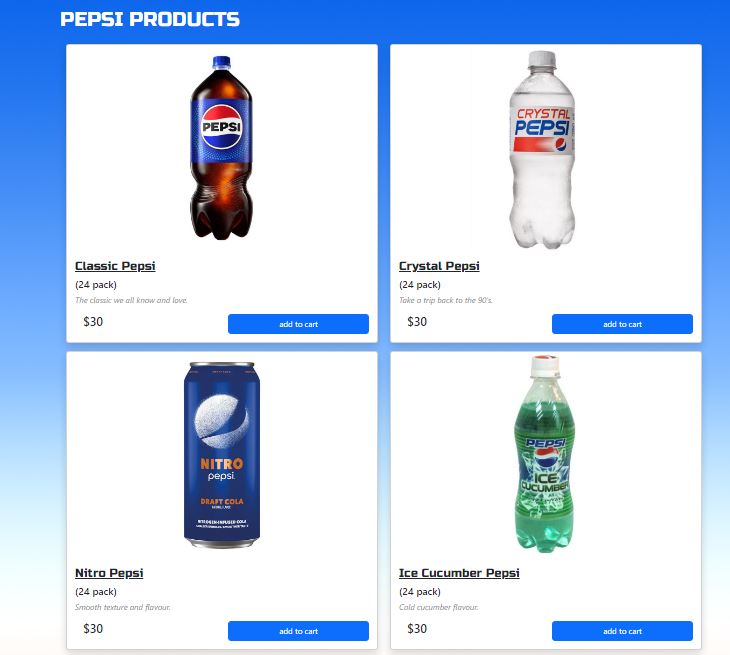 PEPSI PRODUCTS
PEPSI
CRYSTAL
PEPSI
Classic Pepsi
(24 pack)
The classic we all know and love.
$30
add to cart
Crystal Pepsi
(24 pack)
Take a trip back to the 90's.
$30
add to cart
NITRO
pepsi.
DRAFT COLA
NITROGEN-INFUSED COLA
PEPSI
ICE
CUCUMBER
Nitro Pepsi
(24 pack)
Smooth texture and flavour.
$30
add to cart
Ice Cucumber Pepsi
(24 pack)
Cold cucumber flavour.
$30
add to cart